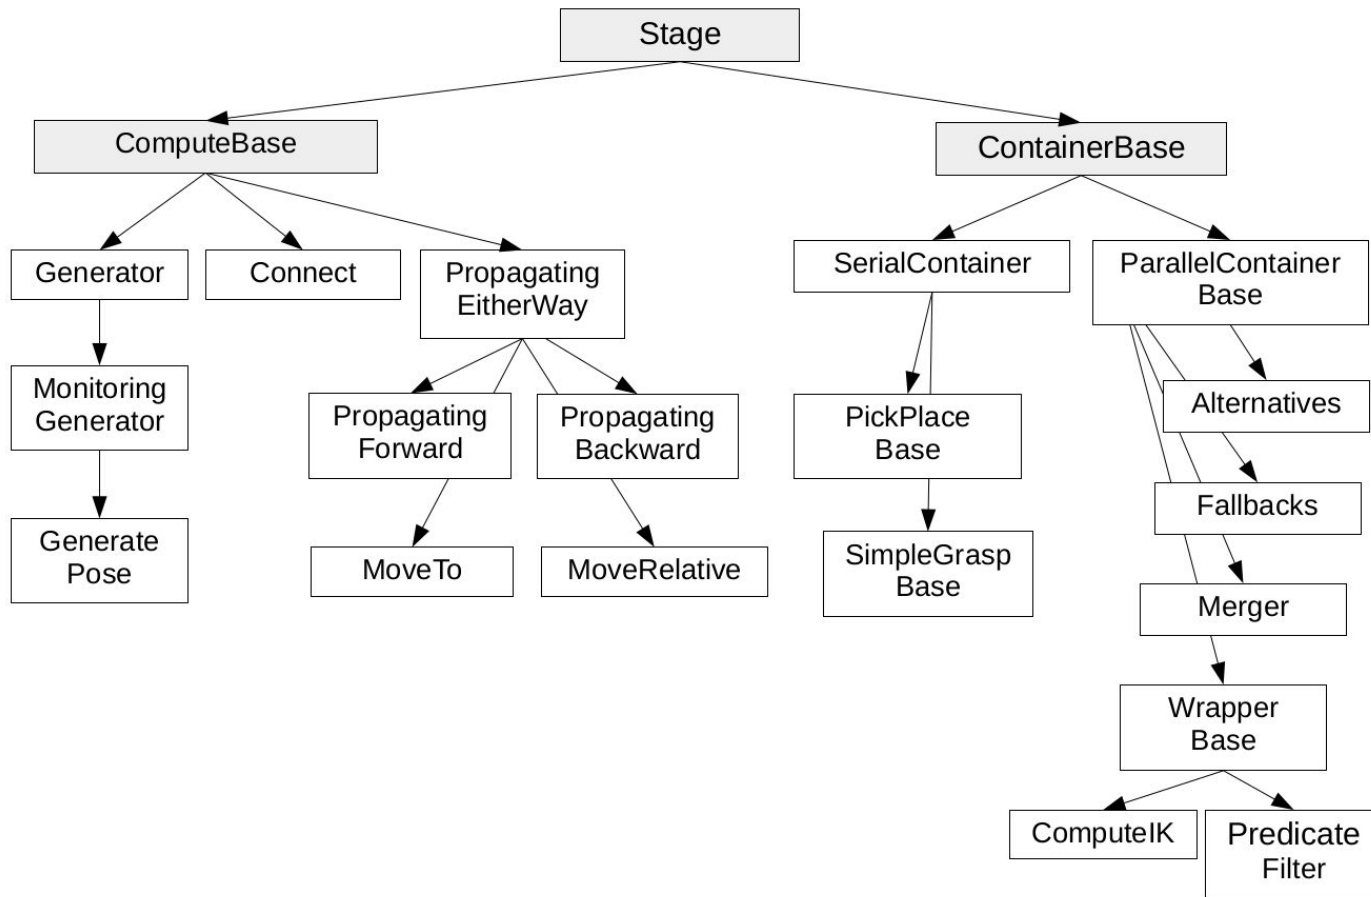 Stage
ComputeBase
ContainerBase
Generator
Connect
Propagating
EitherWay
SerialContainer
ParallelContainer
Base
Monitoring
Generator
Propagating
Forward
Propagating
Backward
PickPlace
Base
Alternatives
Fallbacks
Generate
Pose
MoveTo
MoveRelative
SimpleGrasp
Base
Merger
Wrapper
Base
ComputeIK
Predicate
Filter